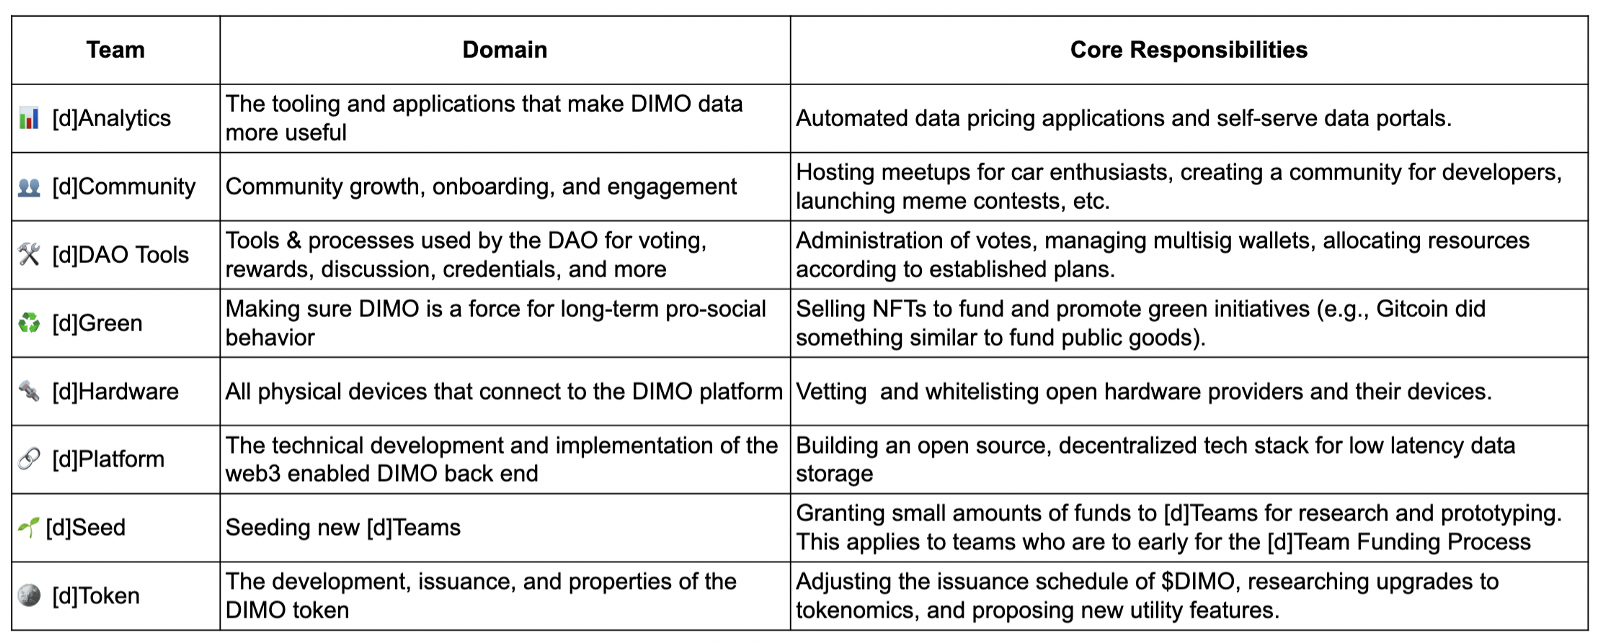 Team
Domain
Core Responsibilities
[d]Analytics
The tooling and applications that make DIMO data
more useful
Automated data pricing applications and self-serve data portals.
[d]Community
Community growth, onboarding, and engagement
Hosting meetups for car enthusiasts, creating a community for developers,
launching meme contests, etc.
[d]DAO Tools
Tools & processes used by the DAO for voting,
rewards, discussion, credentials, and more
Administration of votes, managing multisig wallets, allocating resources
according to established plans.
[d]Green
Making sure DIMO is a force for long-term pro-social
behavior
Selling NFTs to fund and promote green initiatives (e.g., Gitcoin did
something similar to fund public goods).
[d]Hardware
All physical devices that connect to the DIMO platform
Vetting  and whitelisting open hardware providers and their devices.
[d]Platform
The technical development and implementation of the
web3 enabled DIMO back end
Building an open source, decentralized tech stack for low latency data
storage
[d]Seed
Seeding new [d]Teams
Granting small amounts of funds to [d]Teams for research and prototyping.
This applies to teams who are to early for the [d]Team Funding Process
[d]Token
The development, issuance, and properties of the
DIMO token
Adjusting the issuance schedule of $DIMO, researching upgrades to
tokenomics, and proposing new utility features.